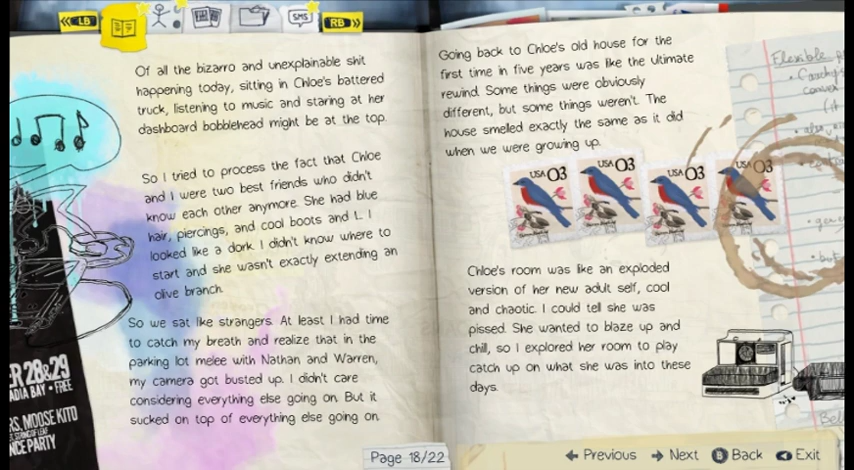 LB
SMS
RB
Of all the bizarro and unexplainable shit
happening today, sitting in Chloe's battered
truck, listening to music and staring at her
dashboard bobblehead might be at the top.
So I tried to process the fact that Chloe
and I were two best friends who didn't
know each other anymore. She had blue
hair, piercings, and cool boots and I... I
looked like a dork. I didn't know where to
start and she wasn't exactly extending an
olive branch.
So we sat like strangers. At least I had time
to catch my breath and realize that in the
parking lot melee with Nathan and Warren,
my camera got busted up. I didn't care
considering everything else going on. But it
sucked on top of everything else going on.
ER 28&29
ADIA BAY • FREE
RS, MOOSE KITO
NCE PARTY
Page 18/22
Going back to Chloe's old house for the
first time in five years was like the ultimate
rewind. Some things were obviously
different, but some things weren't. The
house smelled exactly the same as it did
when we were growing up.
USA 03
USA 03
USA 03
USA 03
Chloe's room was like an exploded
version of her new adult self, cool
and chaotic. I could tell she was
pissed. She wanted to blaze up and
chill, so I explored her room to play
catch up on what she was into these
days.
Flexible
Previous
Next
B Back
Exit